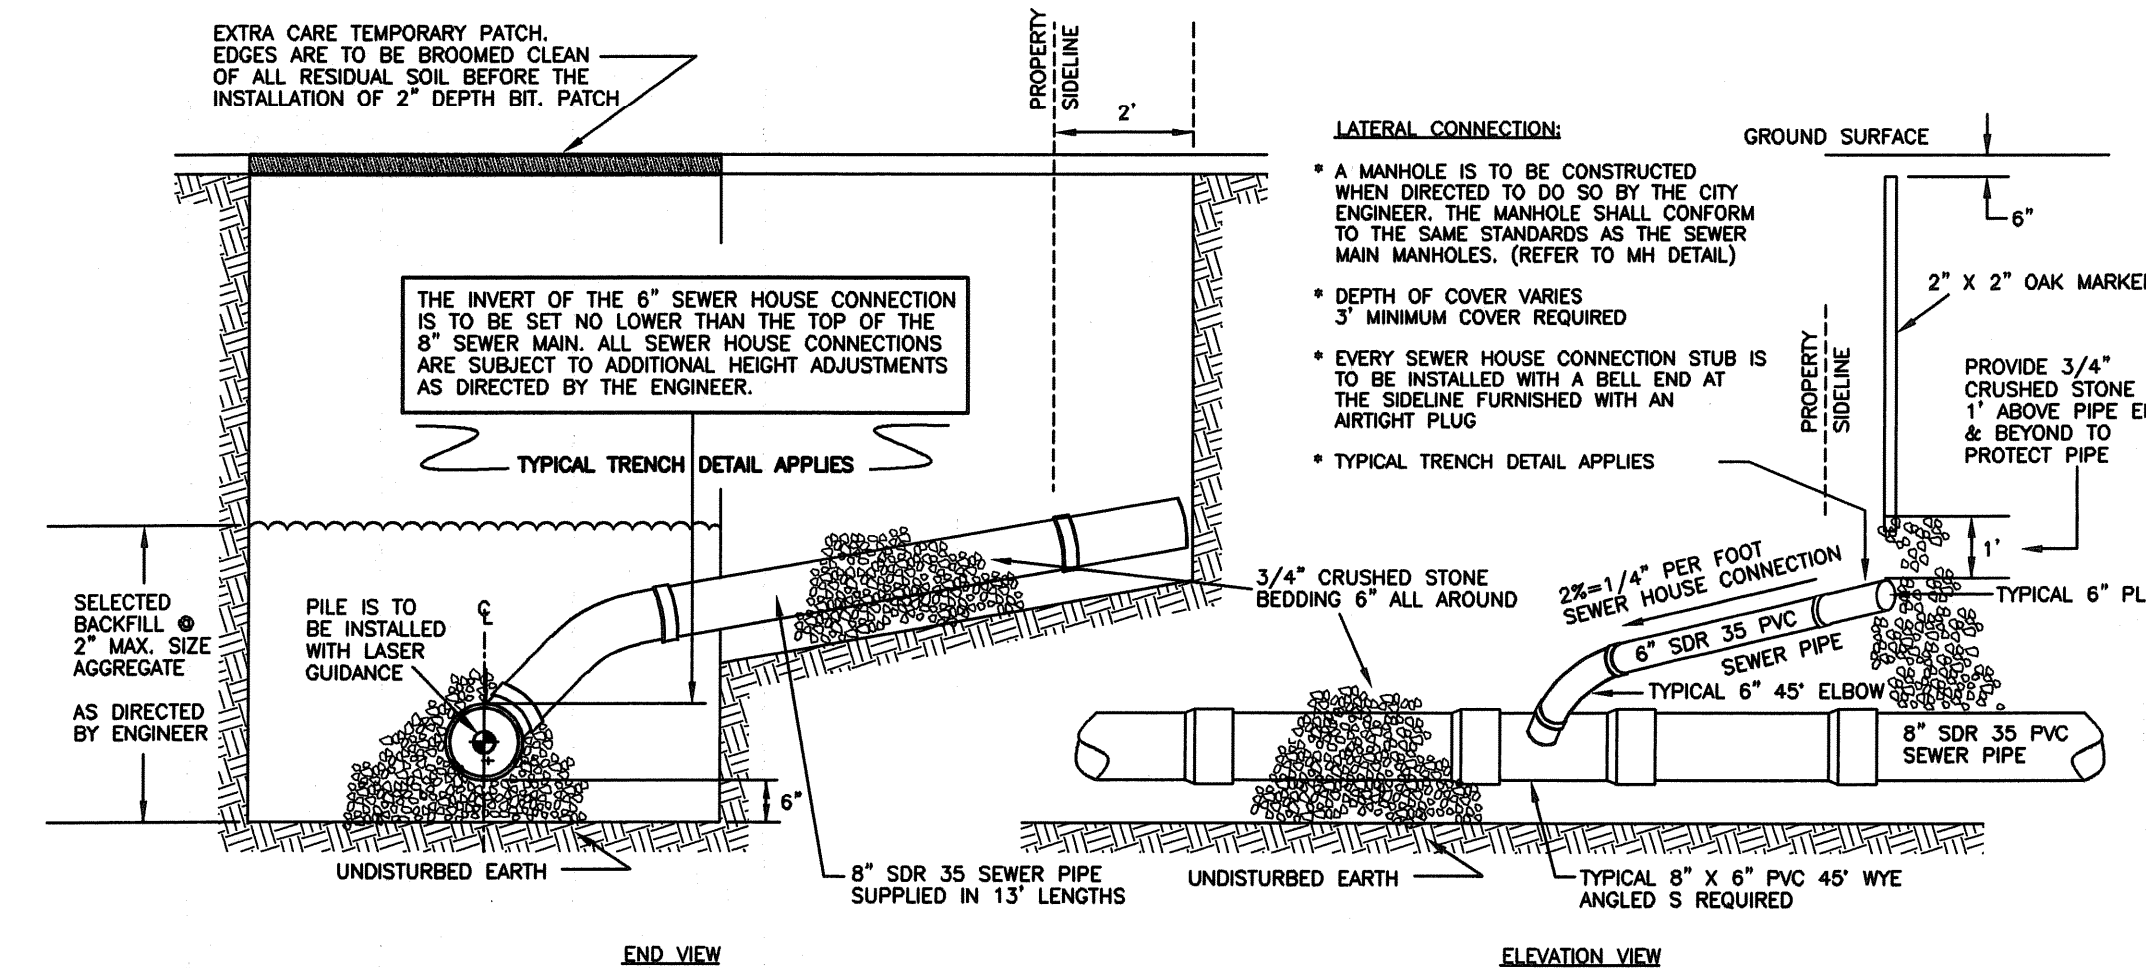 EXTRA CARE TEMPORARY PATCH.
EDGES ARE TO BE BROOMED CLEAN
OF ALL RESIDUAL SOIL BEFORE THE
INSTALLATION OF 2" DEPTH BIT. PATCH
PROPERTY
SIDELINE
2'
THE INVERT OF THE 6" SEWER HOUSE CONNECTION
IS TO BE SET NO LOWER THAN THE TOP OF THE
8" SEWER MAIN. ALL SEWER HOUSE CONNECTIONS
ARE SUBJECT TO ADDITIONAL HEIGHT ADJUSTMENTS
AS DIRECTED BY THE ENGINEER.
TYPICAL TRENCH DETAIL APPLIES
SELECTED
BACKFILL @
2" MAX. SIZE
AGGREGATE
AS DIRECTED
BY ENGINEER
PILE IS TO
BE INSTALLED
WITH LASER
GUIDANCE
℄
6"
UNDISTURBED EARTH
8" SDR 35 SEWER PIPE
SUPPLIED IN 13' LENGTHS
3/4" CRUSHED STONE
BEDDING 6" ALL AROUND
END VIEW
LATERAL CONNECTION:
* A MANHOLE IS TO BE CONSTRUCTED
WHEN DIRECTED TO DO SO BY THE CITY
ENGINEER. THE MANHOLE SHALL CONFORM
TO THE SAME STANDARDS AS THE SEWER
MAIN MANHOLES. (REFER TO MH DETAIL)
* DEPTH OF COVER VARIES
3' MINIMUM COVER REQUIRED
* EVERY SEWER HOUSE CONNECTION STUB IS
TO BE INSTALLED WITH A BELL END AT
THE SIDELINE FURNISHED WITH AN
AIRTIGHT PLUG
* TYPICAL TRENCH DETAIL APPLIES
GROUND SURFACE
6"
2" X 2" OAK MARKE
PROPERTY
SIDELINE
PROVIDE 3/4"
CRUSHED STONE
1' ABOVE PIPE E
& BEYOND TO
PROTECT PIPE
1'
TYPICAL 6" PL
2%=1/4" PER FOOT
SEWER HOUSE CONNECTION
6" SDR 35 PVC
SEWER PIPE
TYPICAL 6" 45' ELBOW
8" SDR 35 PVC
SEWER PIPE
UNDISTURBED EARTH
TYPICAL 8" X 6" PVC 45' WYE
ANGLED S REQUIRED
ELEVATION VIEW